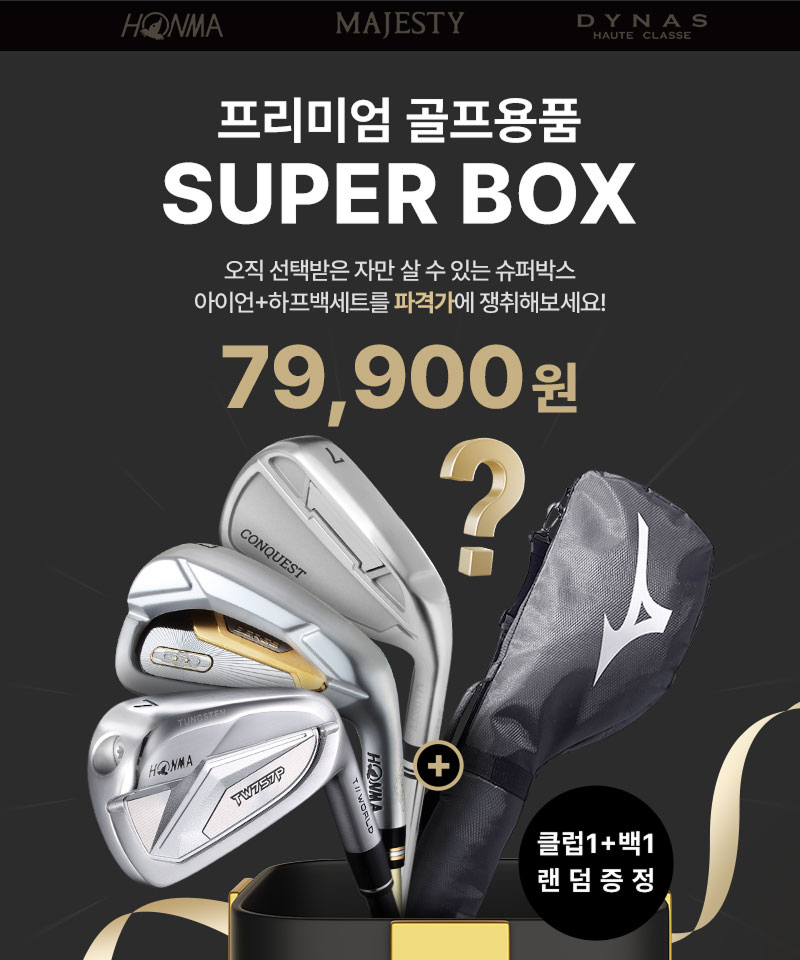 HONMA
MAJESTY
DYNAS
HAUTE CLASSE
프리미엄 골프용품
SUPER BOX
오직 선택받은 자만 살 수 있는 슈퍼박스
아이언+하프백세트를 파격가에 쟁취해보세요!
79,900원
?
7
CONQUEST
7
TUNGSTEN
HONMA
TW757P
HONMA
T // WORLD
+
클럽1+백1
랜덤증정